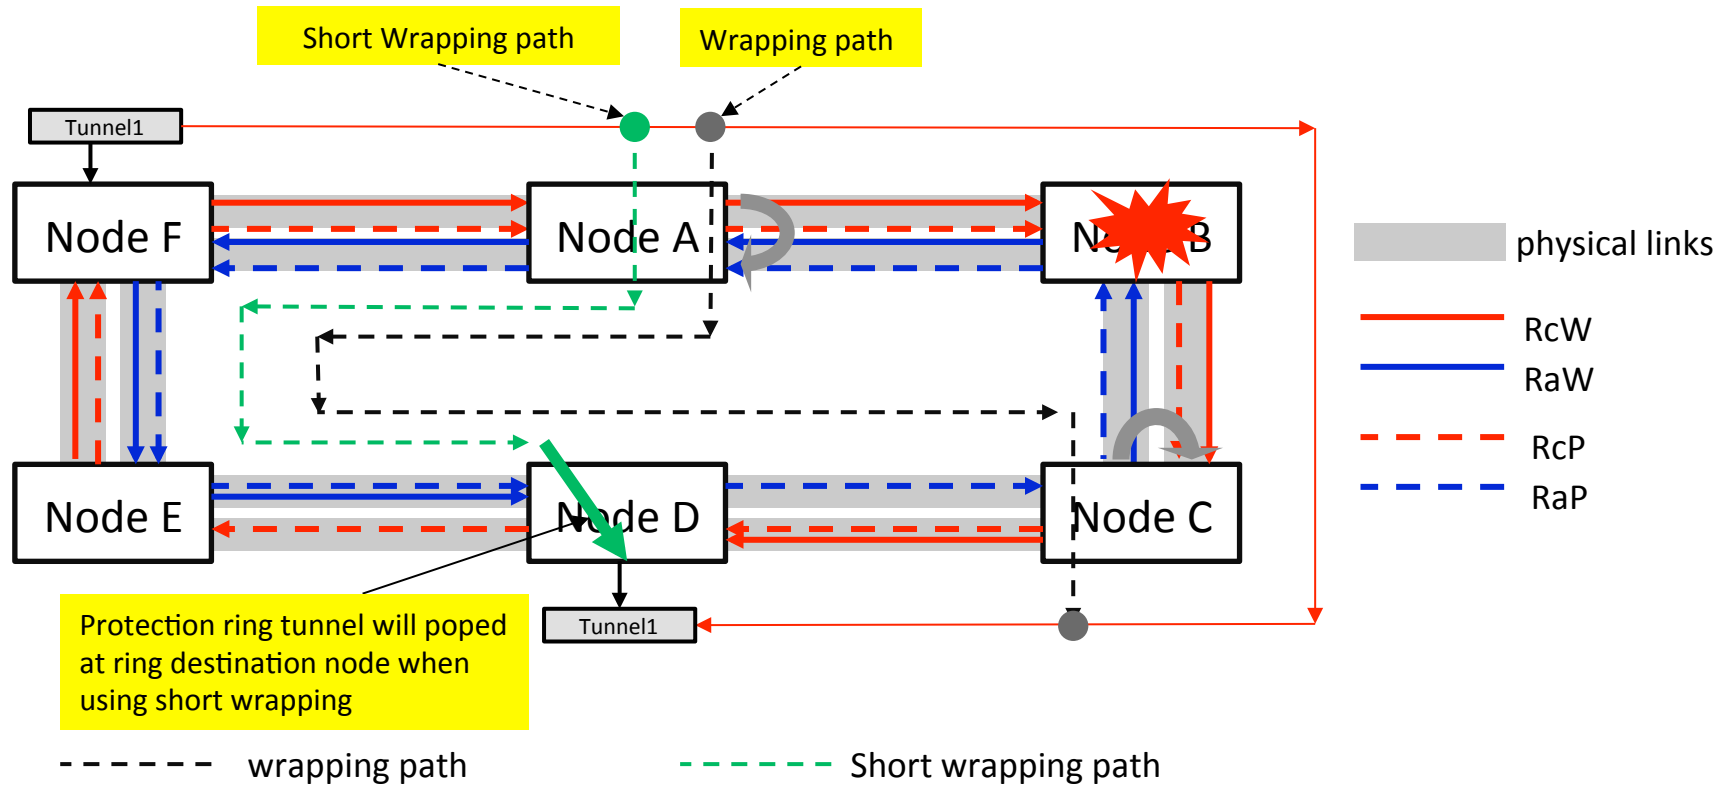 Short Wrapping path
Wrapping path
Tunnel1
Node F
Node A
N B
physical links
RcW
RaW
RcP
RaP
Node E
Node D
Node C
Protection ring tunnel will poped
at ring destination node when
using short wrapping
Tunnel1
wrapping path
Short wrapping path